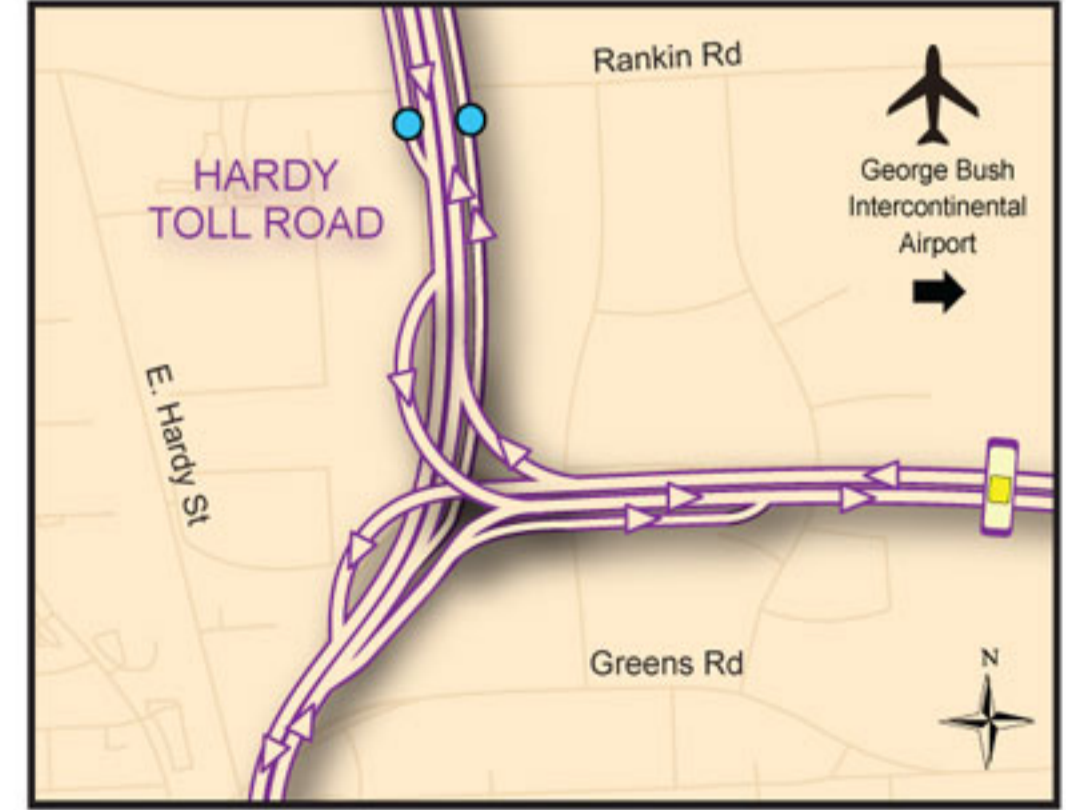 Rankin Rd
HARDY
TOLL ROAD
George Bush
Intercontinental
Airport
E. Hardy St
Greens Rd
N